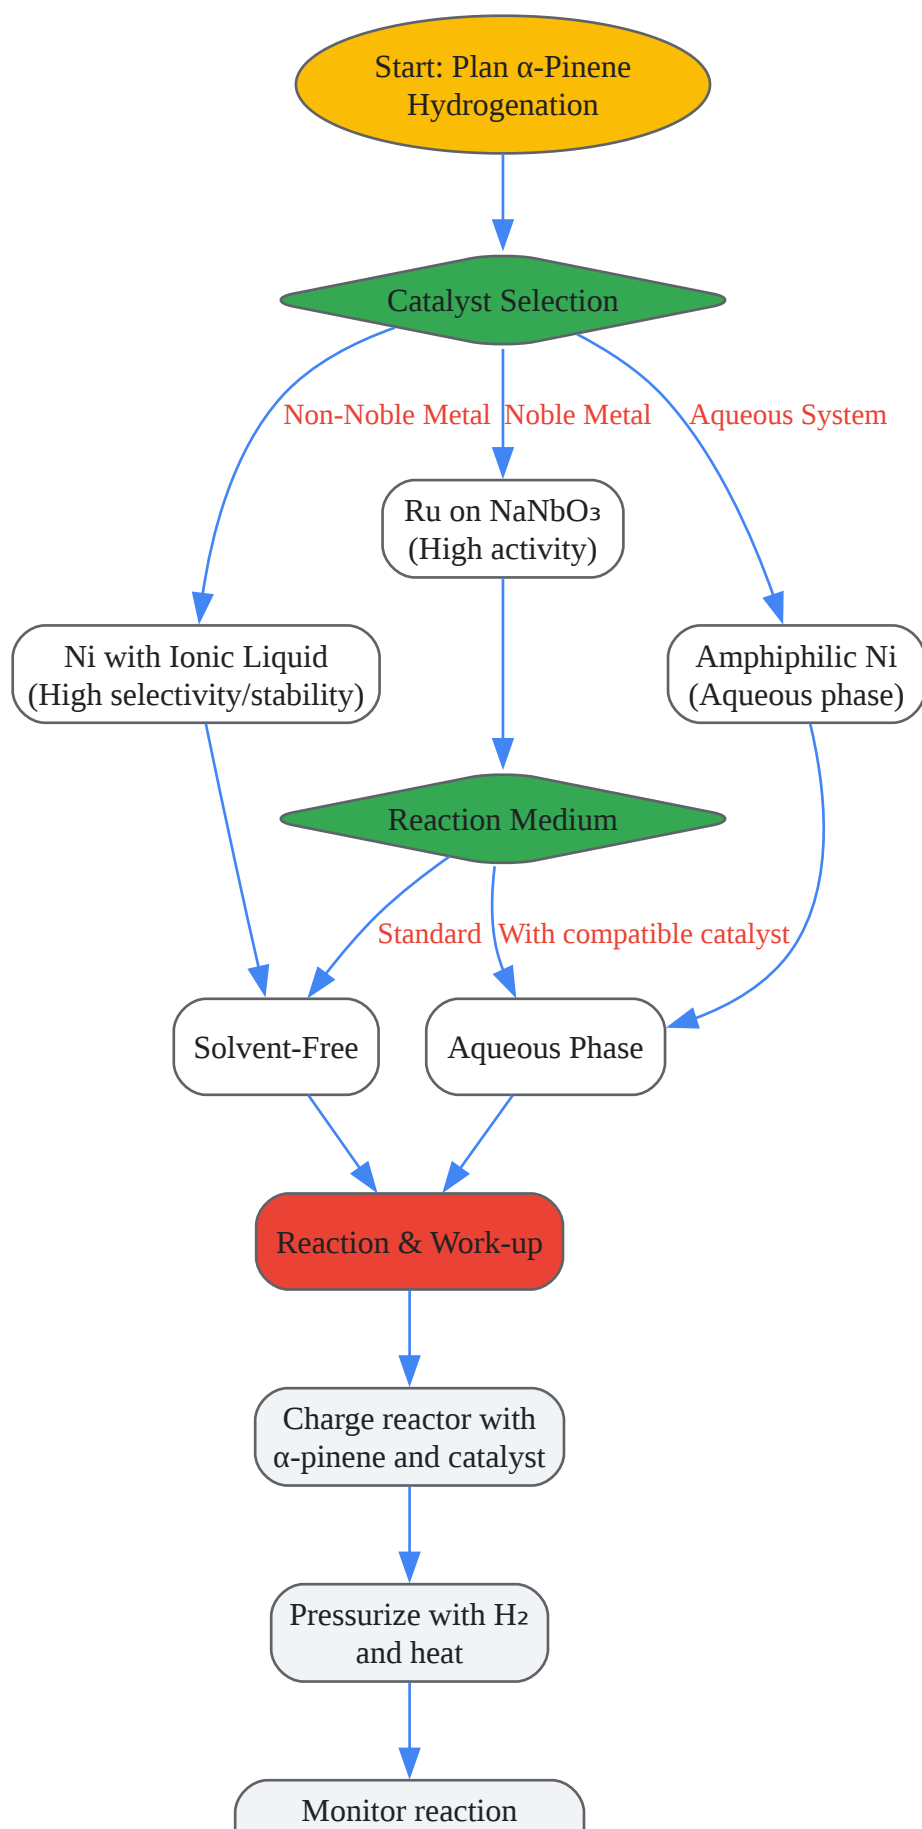 Start: Plan α-Pinene
Hydrogenation
Catalyst Selection
Non-Noble Metal
Noble Metal
Aqueous System
Ru on NaNbO₃
(High activity)
Ni with Ionic Liquid
(High selectivity/stability)
Amphiphilic Ni
(Aqueous phase)
Reaction Medium
Standard
With compatible catalyst
Solvent-Free
Aqueous Phase
Reaction & Work-up
Charge reactor with
α-pinene and catalyst
Pressurize with H₂
and heat
Monitor reaction